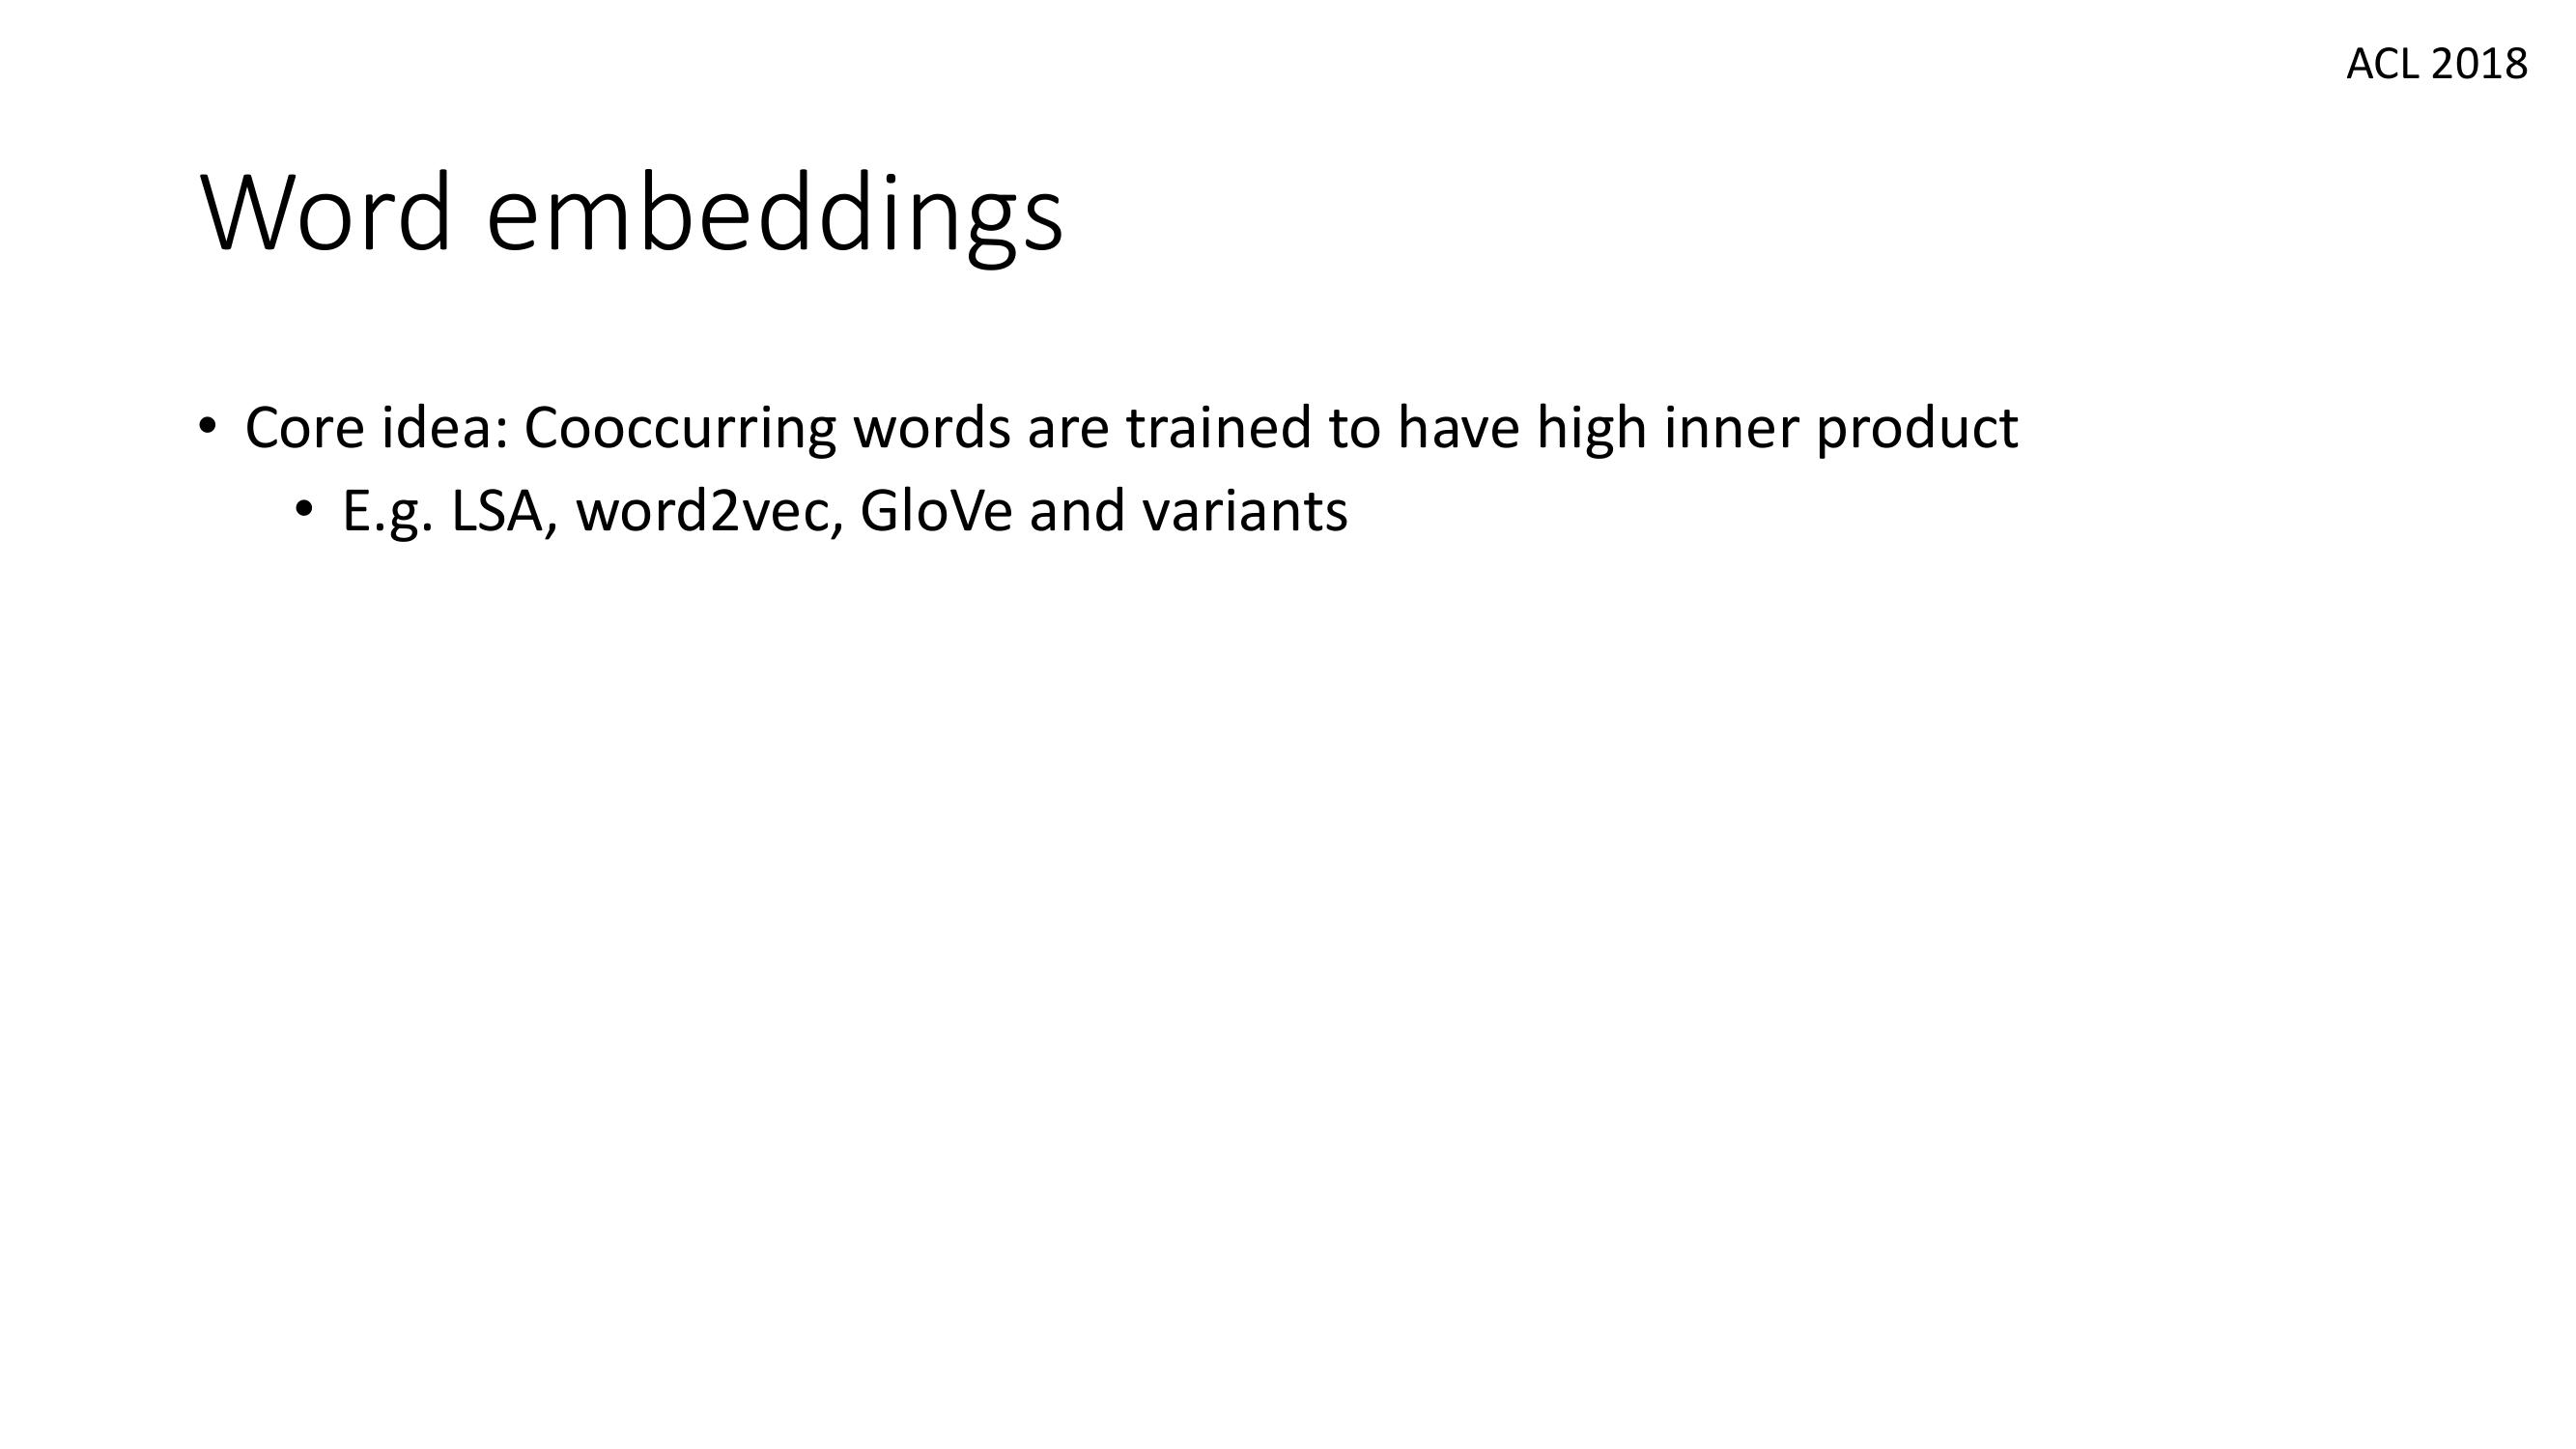 ACL 2018
Word embeddings
• Core idea: Cooccurring words are trained to have high inner product
• E.g. LSA, word2vec, GloVe and variants